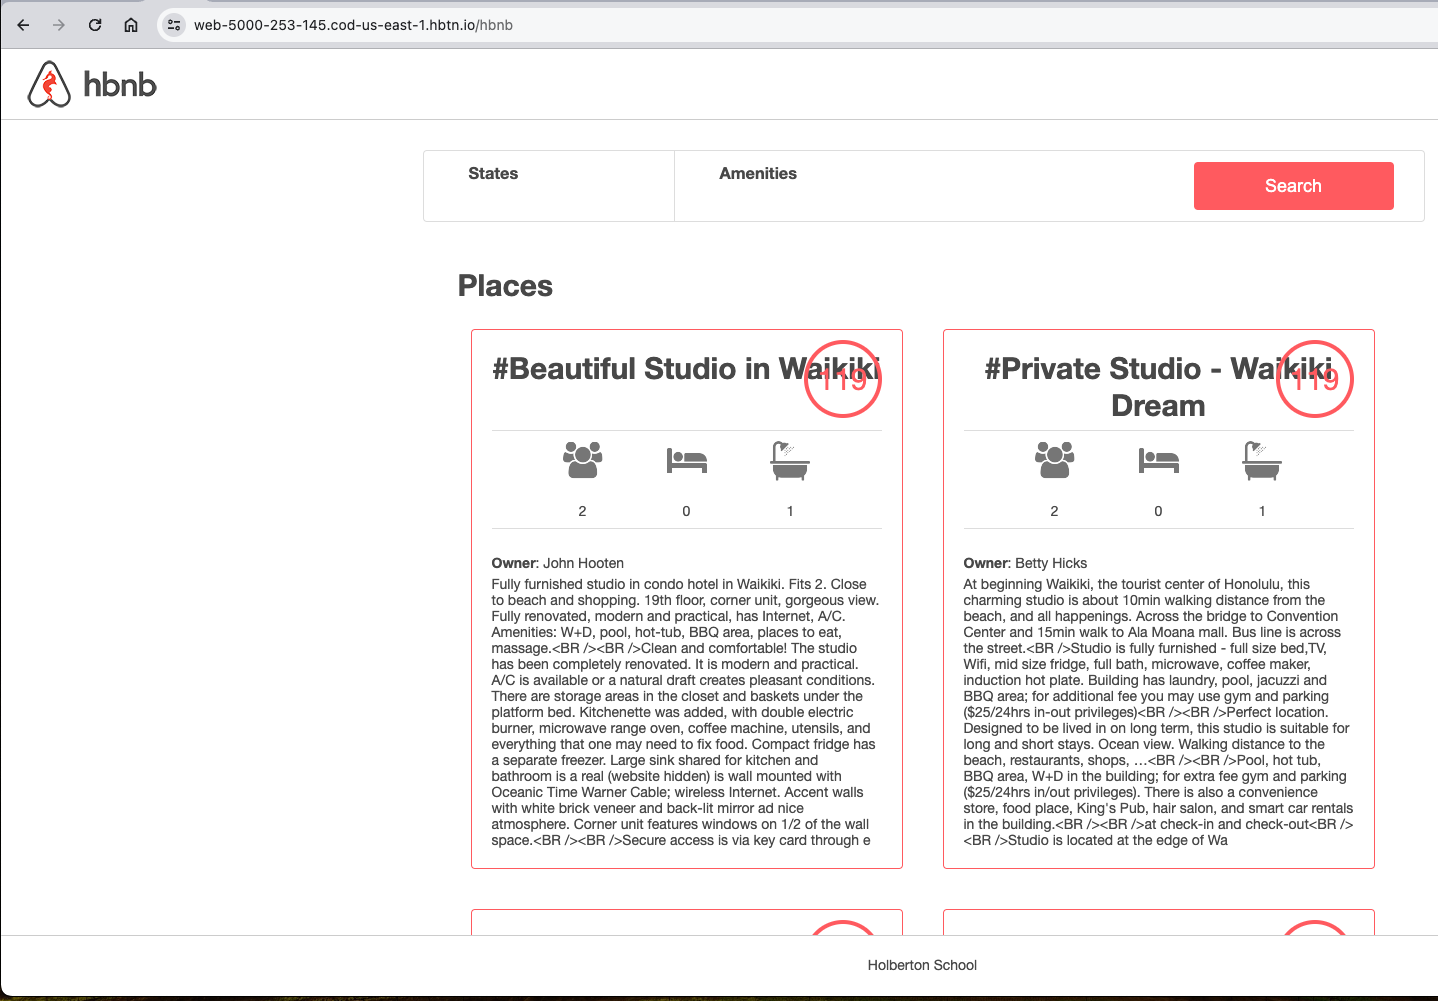 web-5000-253-145.cod-us-east-1.hbtn.io/hbnb
hbnb
States
Amenities
Search
Places
#Beautiful Studio in Waikiki
119
2 0 1
Owner: John Hooten
Fully furnished studio in condo hotel in Waikiki. Fits 2. Close
to beach and shopping. 19th floor, corner unit, gorgeous view.
Fully renovated, modern and practical, has Internet, A/C.
Amenities: W+D, pool, hot-tub, BBQ area, places to eat,
massage.<BR /><BR />Clean and comfortable! The studio
has been completely renovated. It is modern and practical.
A/C is available or a natural draft creates pleasant conditions.
There are storage areas in the closet and baskets under the
platform bed. Kitchenette was added, with double electric
burner, microwave range oven, coffee machine, utensils, and
everything that one may need to fix food. Compact fridge has
a separate freezer. Large sink shared for kitchen and
bathroom is a real (website hidden) is wall mounted with
Oceanic Time Warner Cable; wireless Internet. Accent walls
with white brick veneer and back-lit mirror ad nice
atmosphere. Corner unit features windows on 1/2 of the wall
space.<BR /><BR />Secure access is via key card through e
#Private Studio - Waikiki
Dream
119
2 0 1
Owner: Betty Hicks
At beginning Waikiki, the tourist center of Honolulu, this
charming studio is about 10min walking distance from the
beach, and all happenings. Across the bridge to Convention
Center and 15min walk to Ala Moana mall. Bus line is across
the street.<BR />Studio is fully furnished - full size bed,TV,
Wifi, mid size fridge, full bath, microwave, coffee maker,
induction hot plate. Building has laundry, pool, jacuzzi and
BBQ area; for additional fee you may use gym and parking
($25/24hrs in-out privileges)<BR /><BR />Perfect location.
Designed to be lived in on long term, this studio is suitable for
long and short stays. Ocean view. Walking distance to the
beach, restaurants, shops, …<BR /><BR />Pool, hot tub,
BBQ area, W+D in the building; for extra fee gym and parking
($25/24hrs in/out privileges). There is also a convenience
store, food place, King's Pub, hair salon, and smart car rentals
in the building.<BR /><BR />at check-in and check-out<BR />
<BR />Studio is located at the edge of Wa
Holberton School